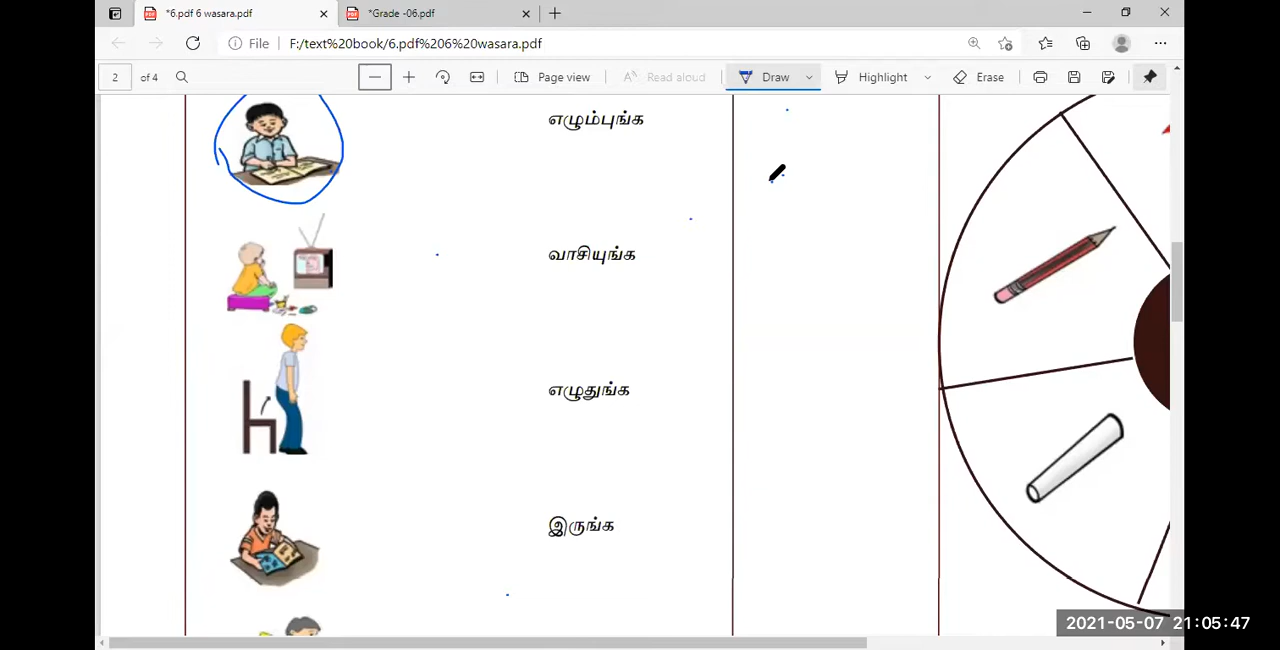 *6.pdf 6 wasara.pdf
*Grade -06.pdf
File F:/text%20book/6.pdf%206%20wasara.pdf
2 of 4 Page view Read aloud Draw Highlight Erase
எழும்புங்க
வாசியுங்க
எழுதுங்க
இருங்க
2021-05-07 21:05:47